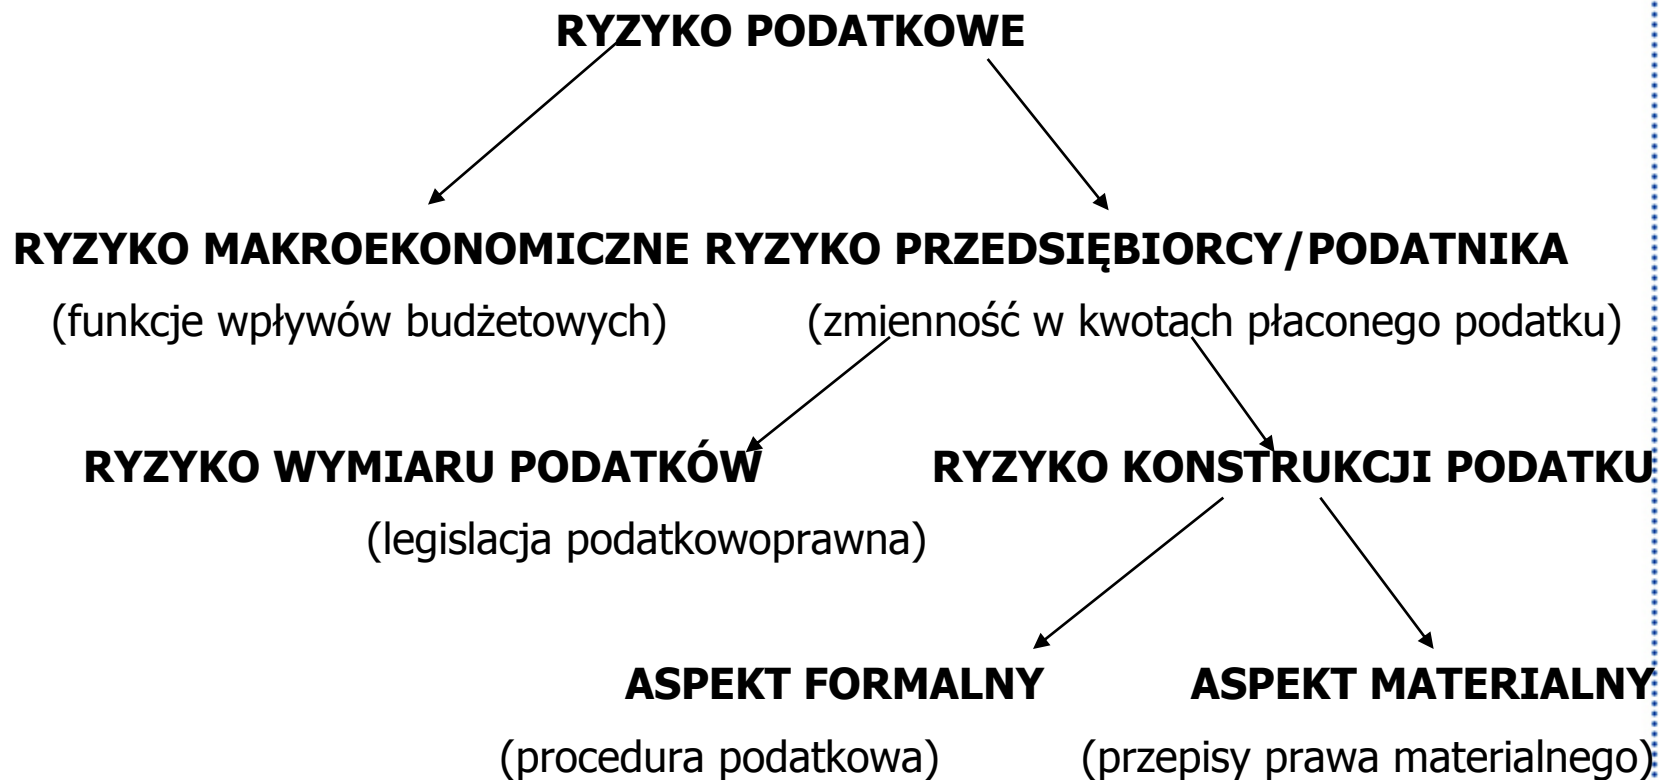 RYZYKO PODATKOWE
RYZYKO MAKROEKONOMICZNE RYZYKO PRZEDSIĘBIORCY/PODATNIKA
(funkcje wpływów budżetowych) (zmienność w kwotach płaconego podatku)
RYZYKO WYMIARU PODATKÓW RYZYKO KONSTRUKCJI PODATKU
(legislacja podatkowoprawna)
ASPEKT FORMALNY ASPEKT MATERIALNY
(procedura podatkowa) (przepisy prawa materialnego)